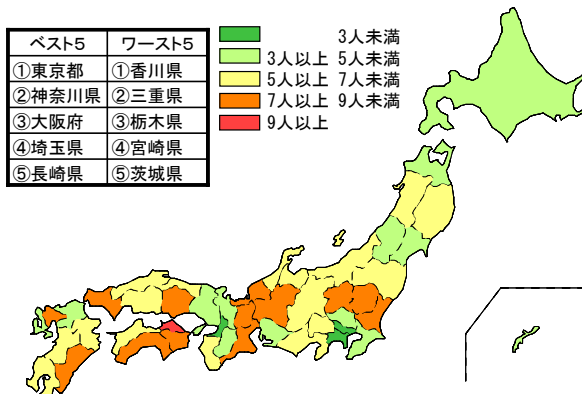 ベスト5 ワースト5
①東京都 ①香川県
②神奈川県 ②三重県
③大阪府 ③栃木県
④埼玉県 ④宮崎県
⑤長崎県 ⑤茨城県
3人未満
3人以上 5人未満
5人以上 7人未満
7人以上 9人未満
9人以上